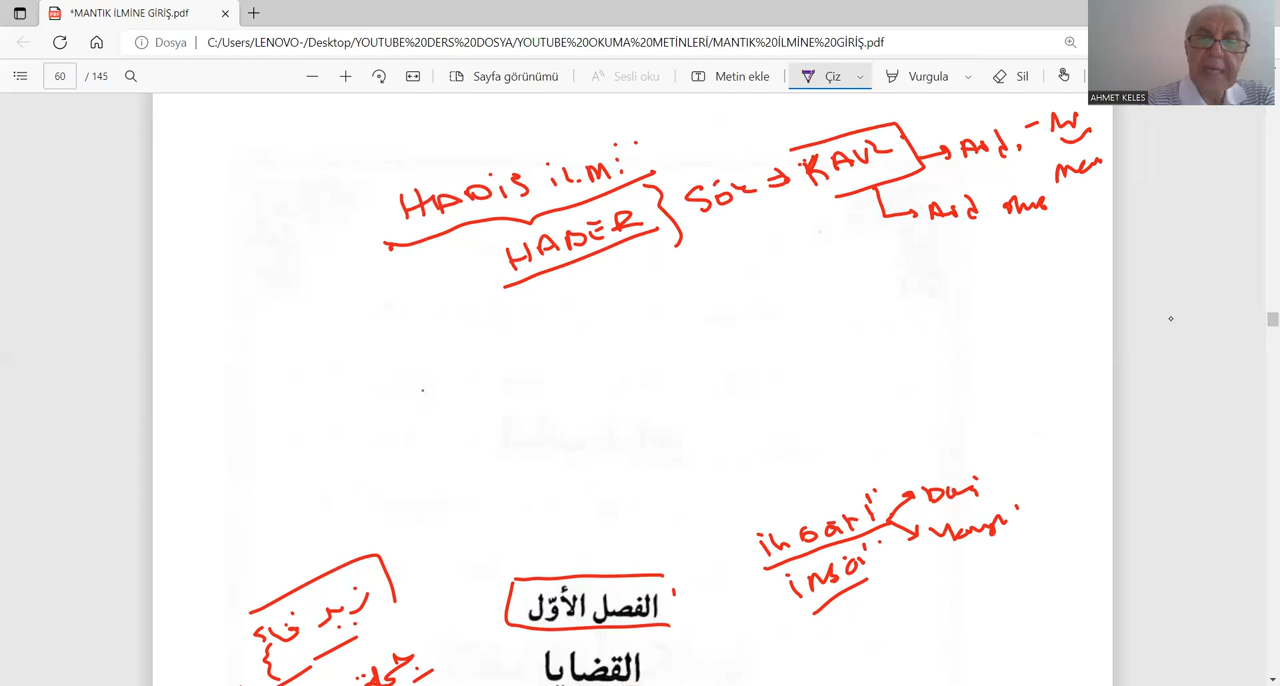 *MANTIK İLMİNE GİRİŞ.pdf
Dosya C:/Users/LENOVO-/Desktop/YOUTUBE%20DERS%20DOSYA/YOUTUBE%20OKUMA%20METINLERİ/MANTIK%20İLMİNE%20GİRİŞ.pdf
60 / 145 Sayfa görünümü Sesli oku Metin ekle Çiz Vurgula Sil
AHMET KELES
HADİS İLMİ
HABER
SÖZ KAVL
İHBARİ
İNŞÂİ
الفصل الأوّل
القضايا